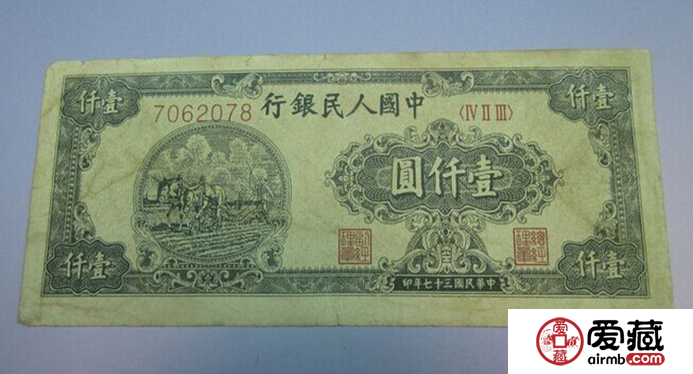 仟壹
仟壹
7062078
行銀民人國中
〈Ⅳ Ⅱ Ⅲ〉
圓仟壹
仟壹
仟壹
印年七十三國民華中
爱藏
airmb.com